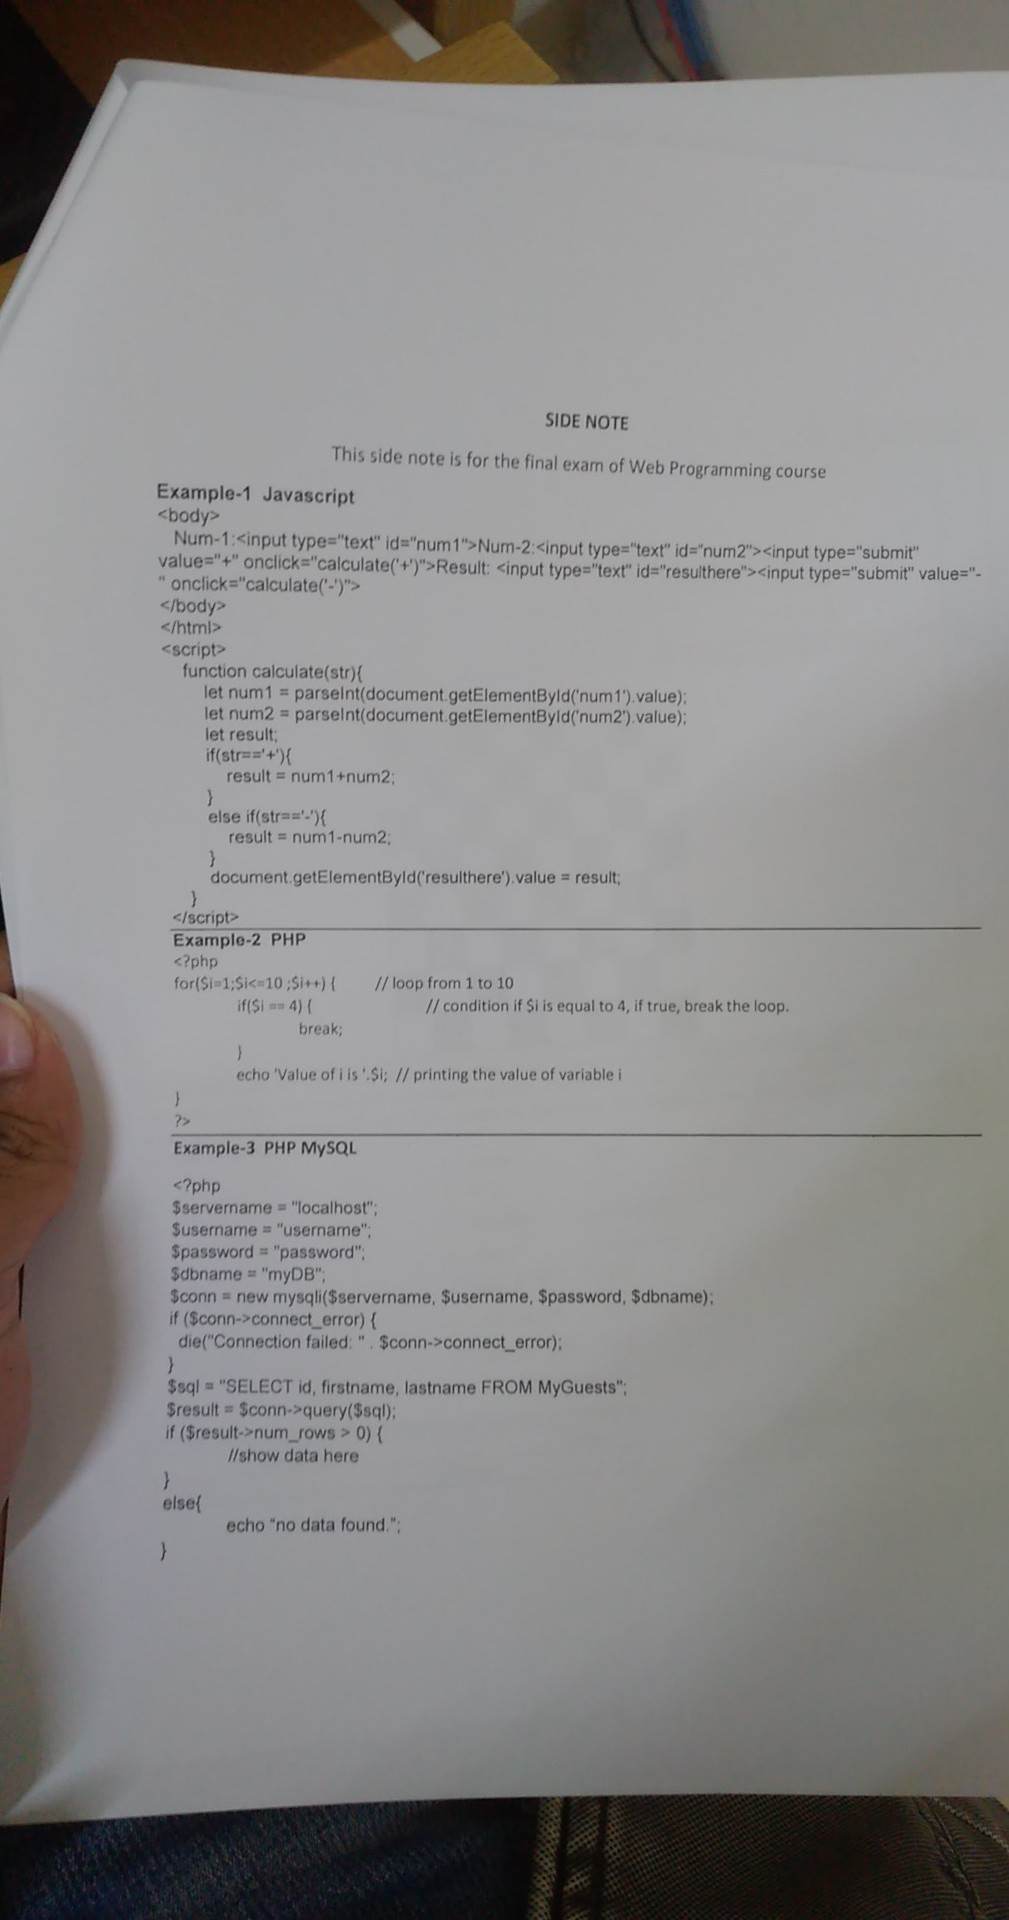 SIDE NOTE
This side note is for the final exam of Web Programming course
Example-1 Javascript
<body>
Num-1:<input type="text" id="num1">Num-2:<input type="text" id="num2"><input type="submit"
value="+" onclick="calculate('+')">Result: <input type="text" id="resulthere"><input type="submit" value="-
" onclick="calculate('-')">
</body>
</html>
<script>
function calculate(str){
let num1 = parseInt(document.getElementById('num1').value);
let num2 = parseInt(document.getElementById('num2').value);
let result;
if(str=='+'){
result = num1+num2;
}
else if(str=='-'){
result = num1-num2;
}
document.getElementById('resulthere').value = result;
}
</script>
Example-2 PHP
<?php
for($i=1;$i<=10 ;$i++) { // loop from 1 to 10
if($i == 4) { // condition if $i is equal to 4, if true, break the loop.
break;
}
echo 'Value of i is '.$i; // printing the value of variable i
}
?>
Example-3 PHP MySQL
<?php
$servername = "localhost";
$username = "username";
$password = "password";
$dbname = "myDB";
$conn = new mysqli($servername, $username, $password, $dbname);
if ($conn->connect_error) {
die("Connection failed: " . $conn->connect_error);
}
$sql = "SELECT id, firstname, lastname FROM MyGuests";
$result = $conn->query($sql);
if ($result->num_rows > 0) {
//show data here
}
else{
echo "no data found.";
}